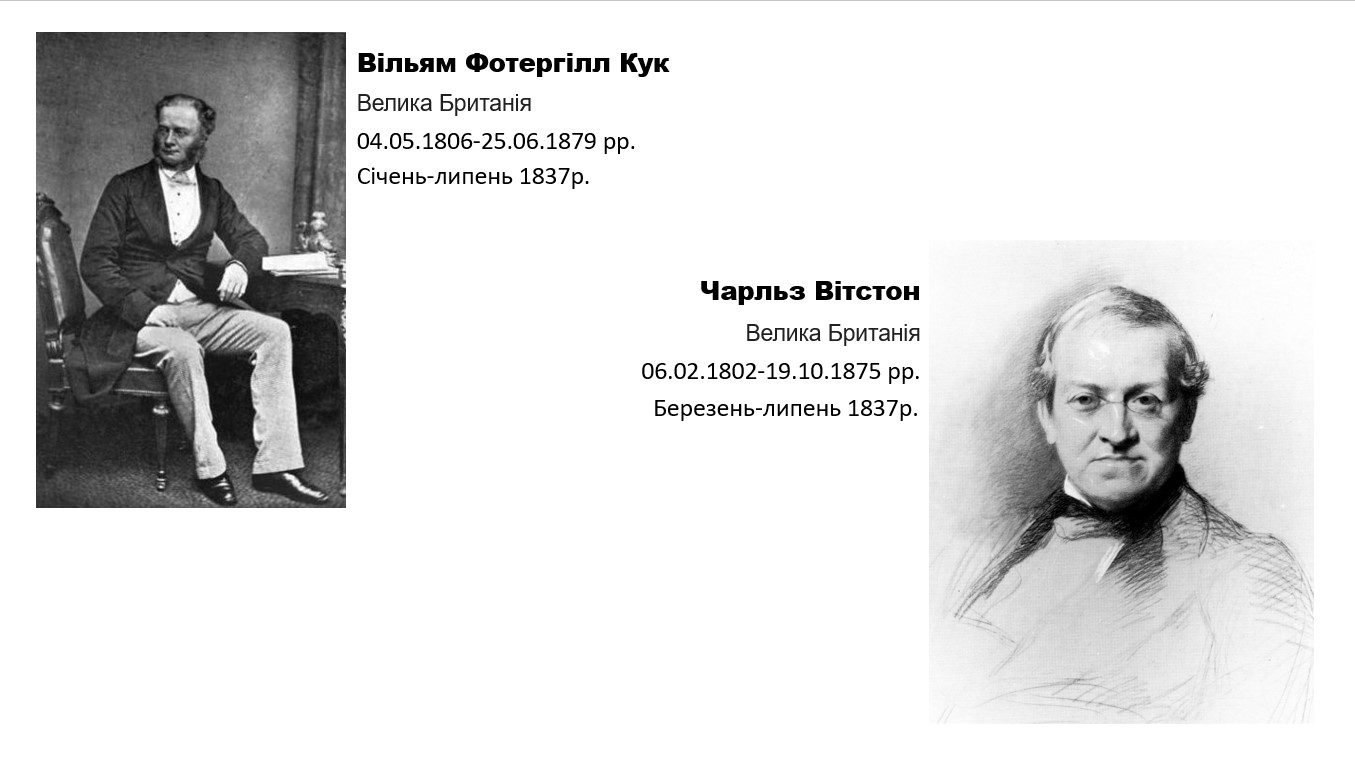 Вільям Фотергілл Кук
Велика Британія
04.05.1806-25.06.1879 рр.
Січень-липень 1837р.
Чарльз Вітстон
Велика Британія
06.02.1802-19.10.1875 рр.
Березень-липень 1837р.